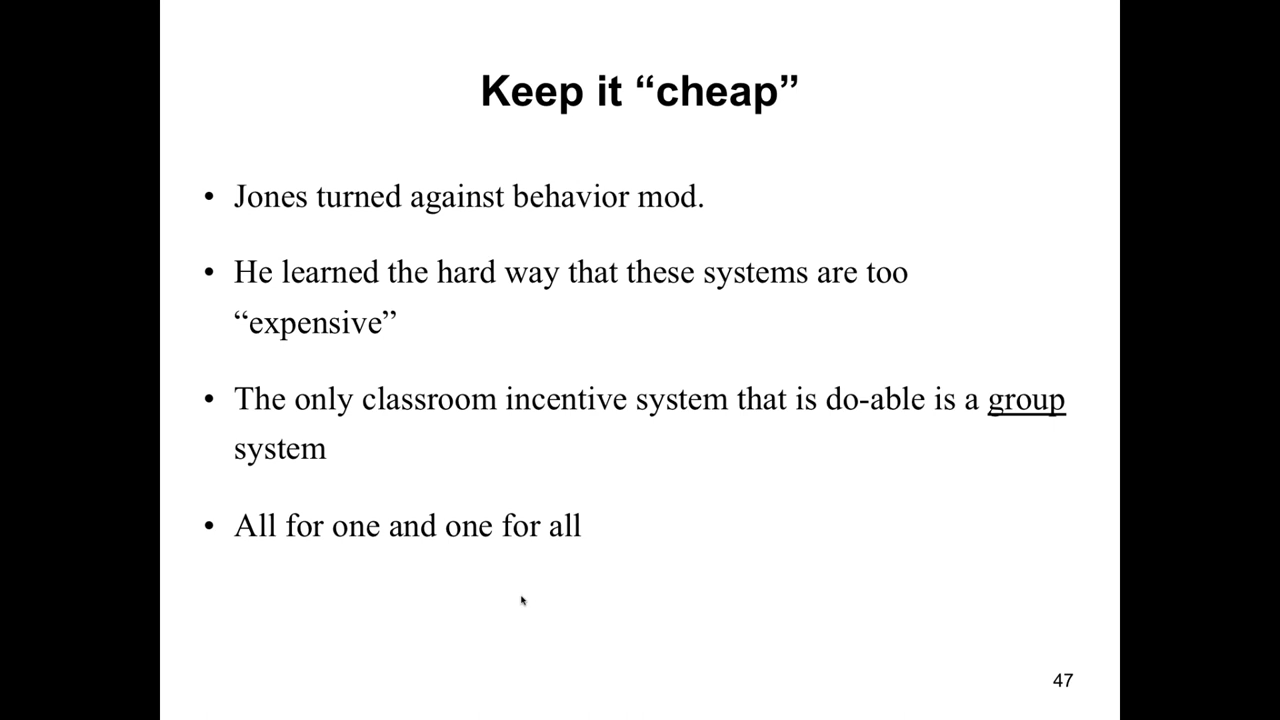 Keep it “cheap”
• Jones turned against behavior mod.
• He learned the hard way that these systems are too
“expensive”
• The only classroom incentive system that is do-able is a group
system
• All for one and one for all
47